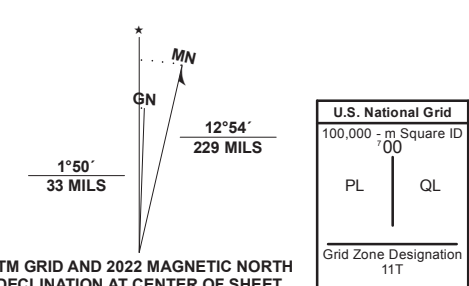 ★
MN
GN
12°54´
229 MILS
1°50´
33 MILS
TM GRID AND 2022 MAGNETIC NORTH
DECLINATION AT CENTER OF SHEET
U.S. National Grid
100,000 - m Square ID
⁷00
PL
QL
Grid Zone Designation
11T